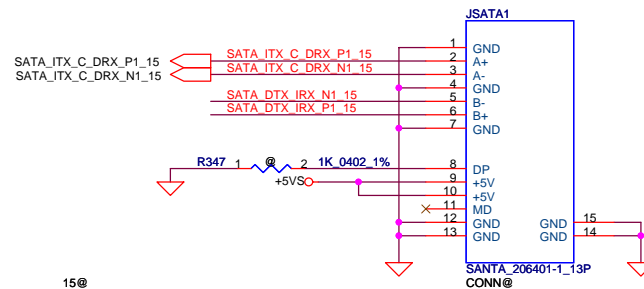 JSATA1
1 GND
SATA_ITX_C_DRX_P1_15 SATA_ITX_C_DRX_P1_15 2 A+
SATA_ITX_C_DRX_N1_15 SATA_ITX_C_DRX_N1_15 3 A-
4 GND
SATA_DTX_IRX_N1_15 5 B-
SATA_DTX_IRX_P1_15 6 B+
7 GND
R347 1 @ 2 1K_0402_1% 8 DP
+5VS 9 +5V
10 +5V
11 MD
12 GND GND 15
13 GND GND 14
SANTA_206401-1_13P
15@ CONN@